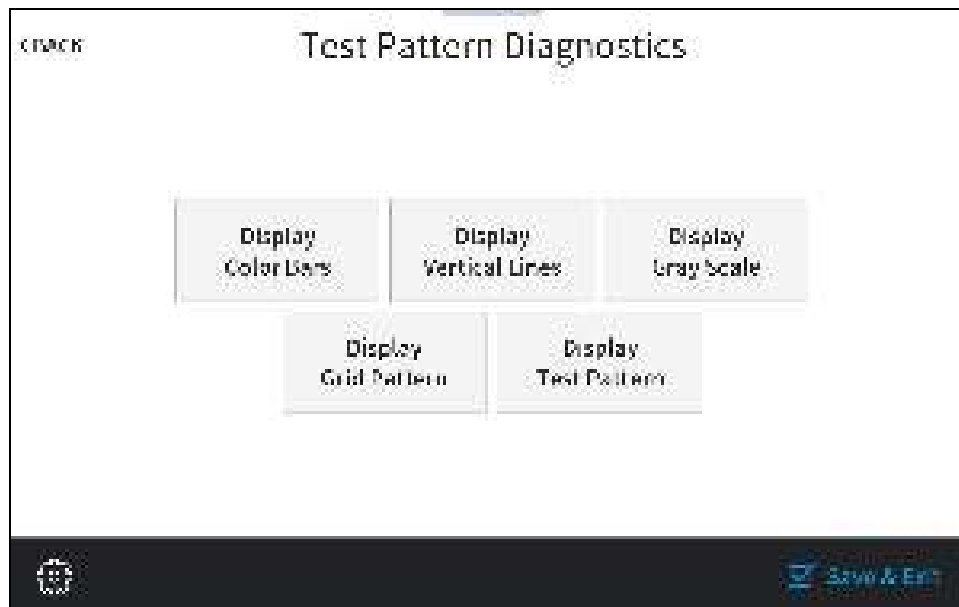 <BACK
Test Pattern Diagnostics
Display
Color Bars
Display
Vertical Lines
Display
Gray Scale
Display
Grid Pattern
Display
Test Pattern
Save & Exit